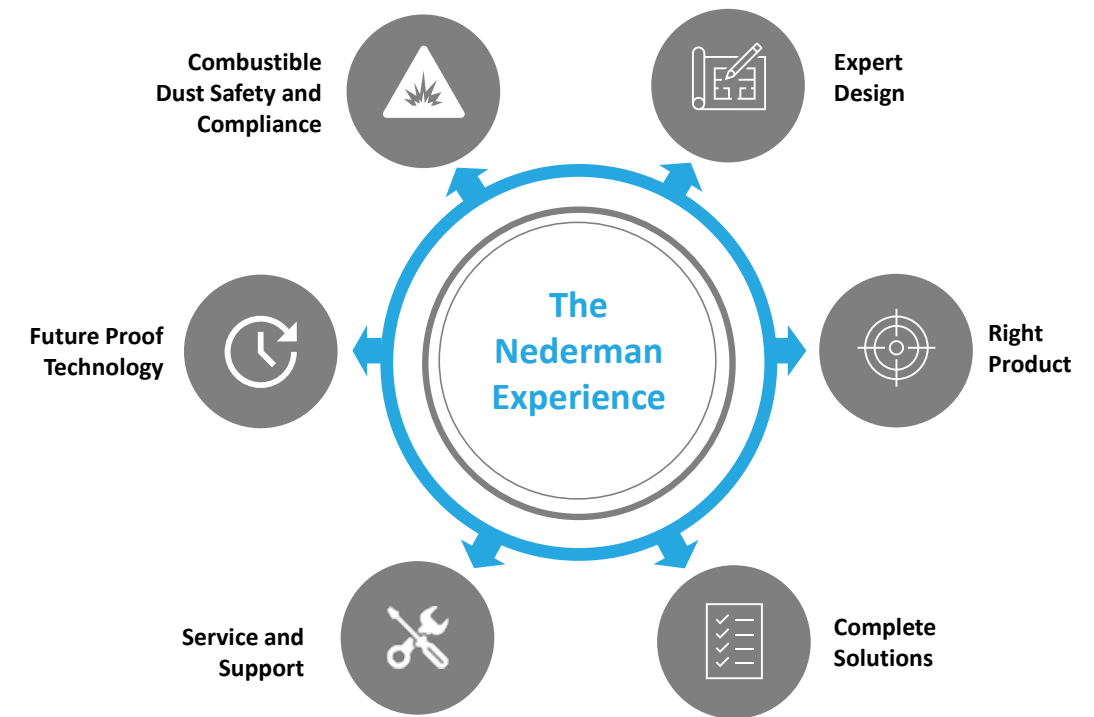 Combustible
Dust Safety and
Compliance
Expert
Design
The
Nederman
Experience
Future Proof
Technology
Right
Product
Service and
Support
Complete
Solutions